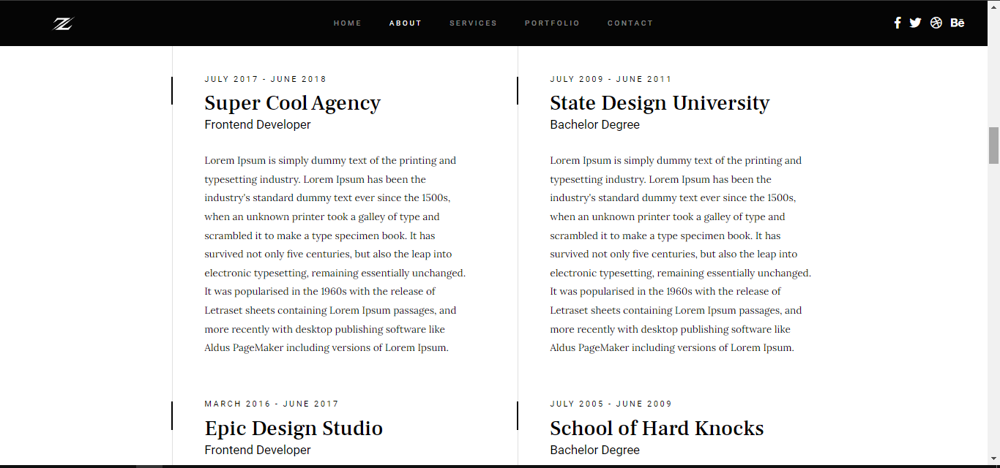 HOME ABOUT SERVICES PORTFOLIO CONTACT
Bē
JULY 2017 - JUNE 2018
Super Cool Agency
Frontend Developer
Lorem Ipsum is simply dummy text of the printing and
typesetting industry. Lorem Ipsum has been the
industry's standard dummy text ever since the 1500s,
when an unknown printer took a galley of type and
scrambled it to make a type specimen book. It has
survived not only five centuries, but also the leap into
electronic typesetting, remaining essentially unchanged.
It was popularised in the 1960s with the release of
Letraset sheets containing Lorem Ipsum passages, and
more recently with desktop publishing software like
Aldus PageMaker including versions of Lorem Ipsum.
MARCH 2016 - JUNE 2017
Epic Design Studio
Frontend Developer
JULY 2009 - JUNE 2011
State Design University
Bachelor Degree
Lorem Ipsum is simply dummy text of the printing and
typesetting industry. Lorem Ipsum has been the
industry's standard dummy text ever since the 1500s,
when an unknown printer took a galley of type and
scrambled it to make a type specimen book. It has
survived not only five centuries, but also the leap into
electronic typesetting, remaining essentially unchanged.
It was popularised in the 1960s with the release of
Letraset sheets containing Lorem Ipsum passages, and
more recently with desktop publishing software like
Aldus PageMaker including versions of Lorem Ipsum.
JULY 2005 - JUNE 2009
School of Hard Knocks
Bachelor Degree